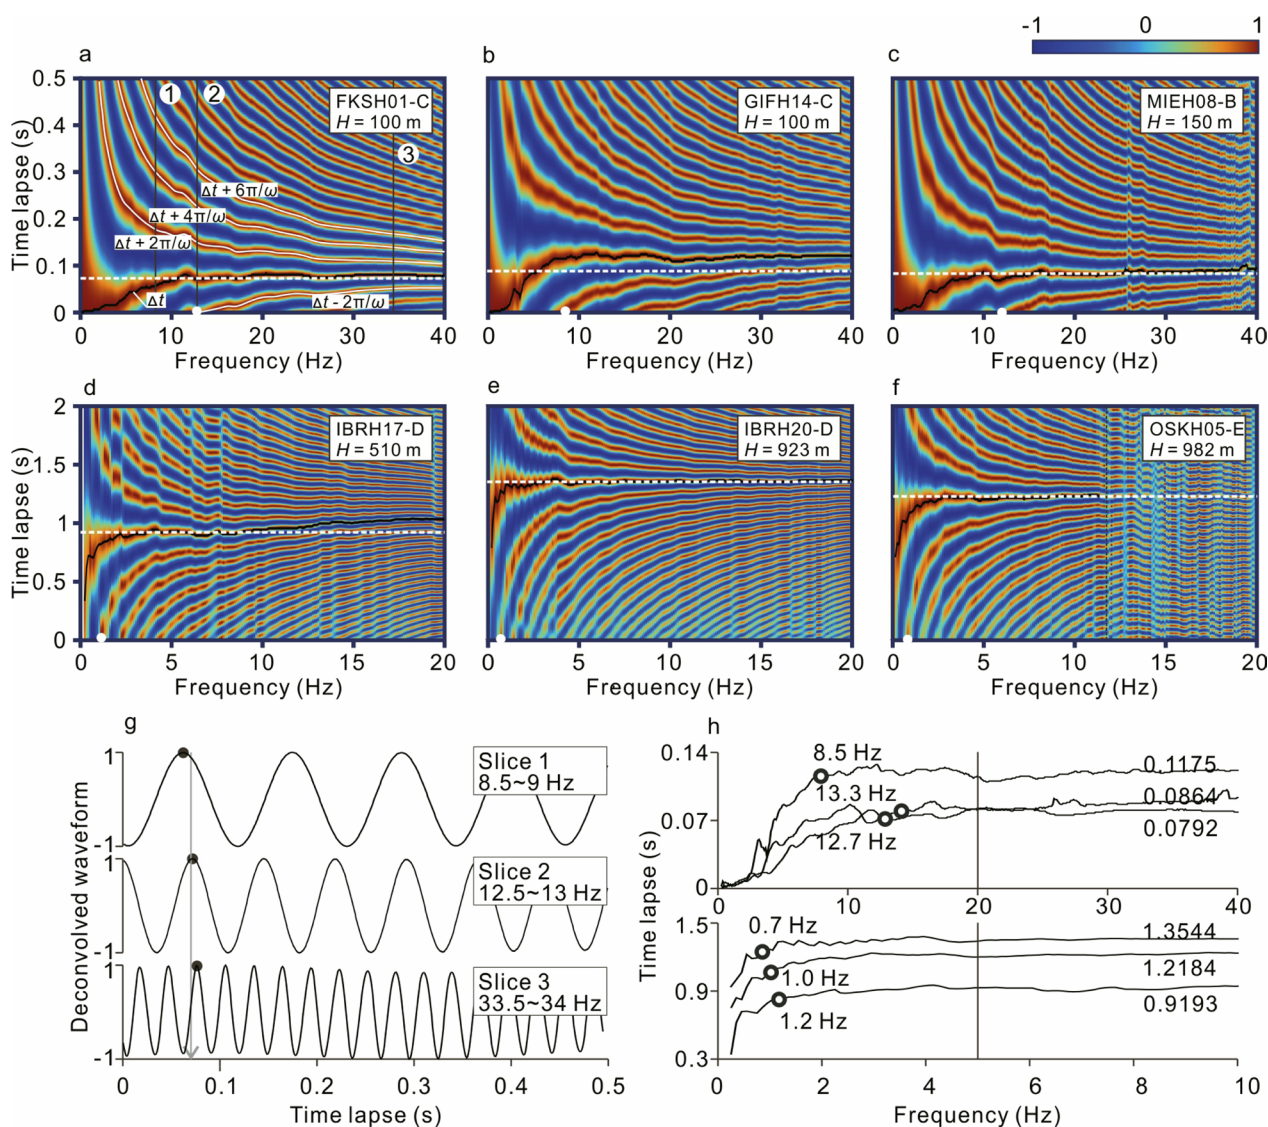 -1 0 1
a
b
c
0.5
0.4
0.3
0.2
0.1
0
Time lapse (s)
1 2
3
FKSH01-C
H = 100 m
Δt + 6π/ω
Δt + 4π/ω
Δt + 2π/ω
Δt
Δt - 2π/ω
0 10 20 30 40
Frequency (Hz)
GIFH14-C
H = 100 m
0 10 20 30 40
Frequency (Hz)
MIEH08-B
H = 150 m
0 10 20 30 40
Frequency (Hz)
d
e
f
2
1.5
1
0.5
0
Time lapse (s)
IBRH17-D
H = 510 m
0 5 10 15 20
Frequency (Hz)
IBRH20-D
H = 923 m
0 5 10 15 20
Frequency (Hz)
OSKH05-E
H = 982 m
0 5 10 15 20
Frequency (Hz)
g
Deconvolved waveform
1
-1
Slice 1
8.5~9 Hz
1
-1
Slice 2
12.5~13 Hz
1
-1
Slice 3
33.5~34 Hz
0 0.1 0.2 0.3 0.4 0.5
Time lapse (s)
h
Time lapse (s)
0.14
0.07
0
8.5 Hz
13.3 Hz
12.7 Hz
0.1175
0.0864
0.0792
0 10 20 30 40
1.5
0.9
0.3
0.7 Hz
1.0 Hz
1.2 Hz
1.3544
1.2184
0.9193
0 2 4 6 8 10
Frequency (Hz)